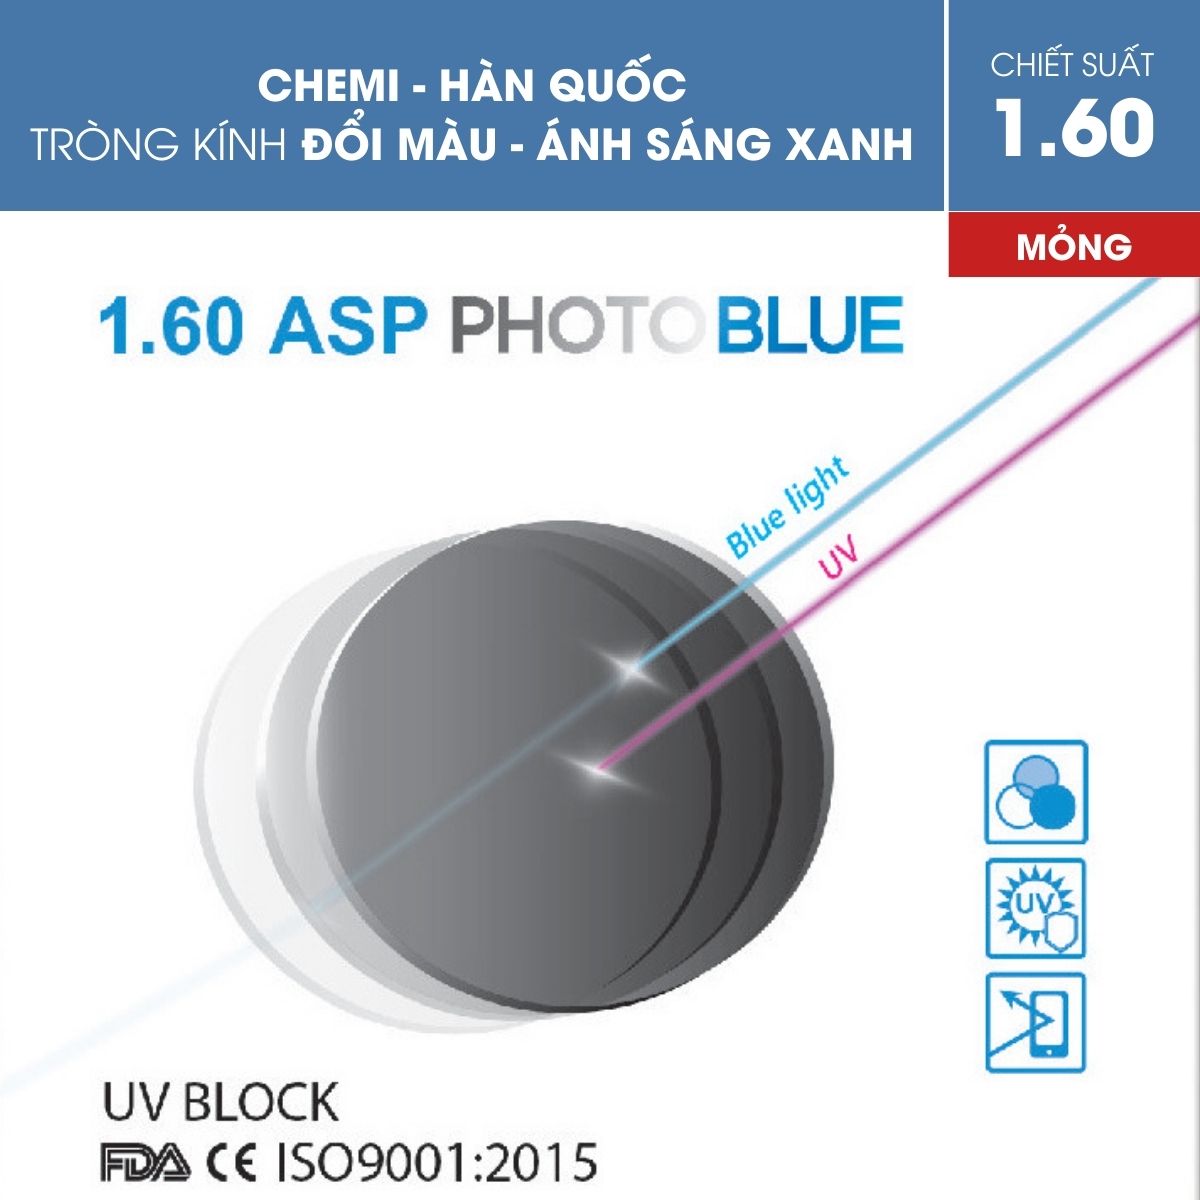 CHEMI - HÀN QUỐC
TRÒNG KÍNH ĐỔI MÀU - ÁNH SÁNG XANH
CHIẾT SUẤT
1.60
MỎNG
1.60 ASP PHOTOBLUE
Blue light
UV
UV
UV BLOCK
FDA CE ISO9001:2015